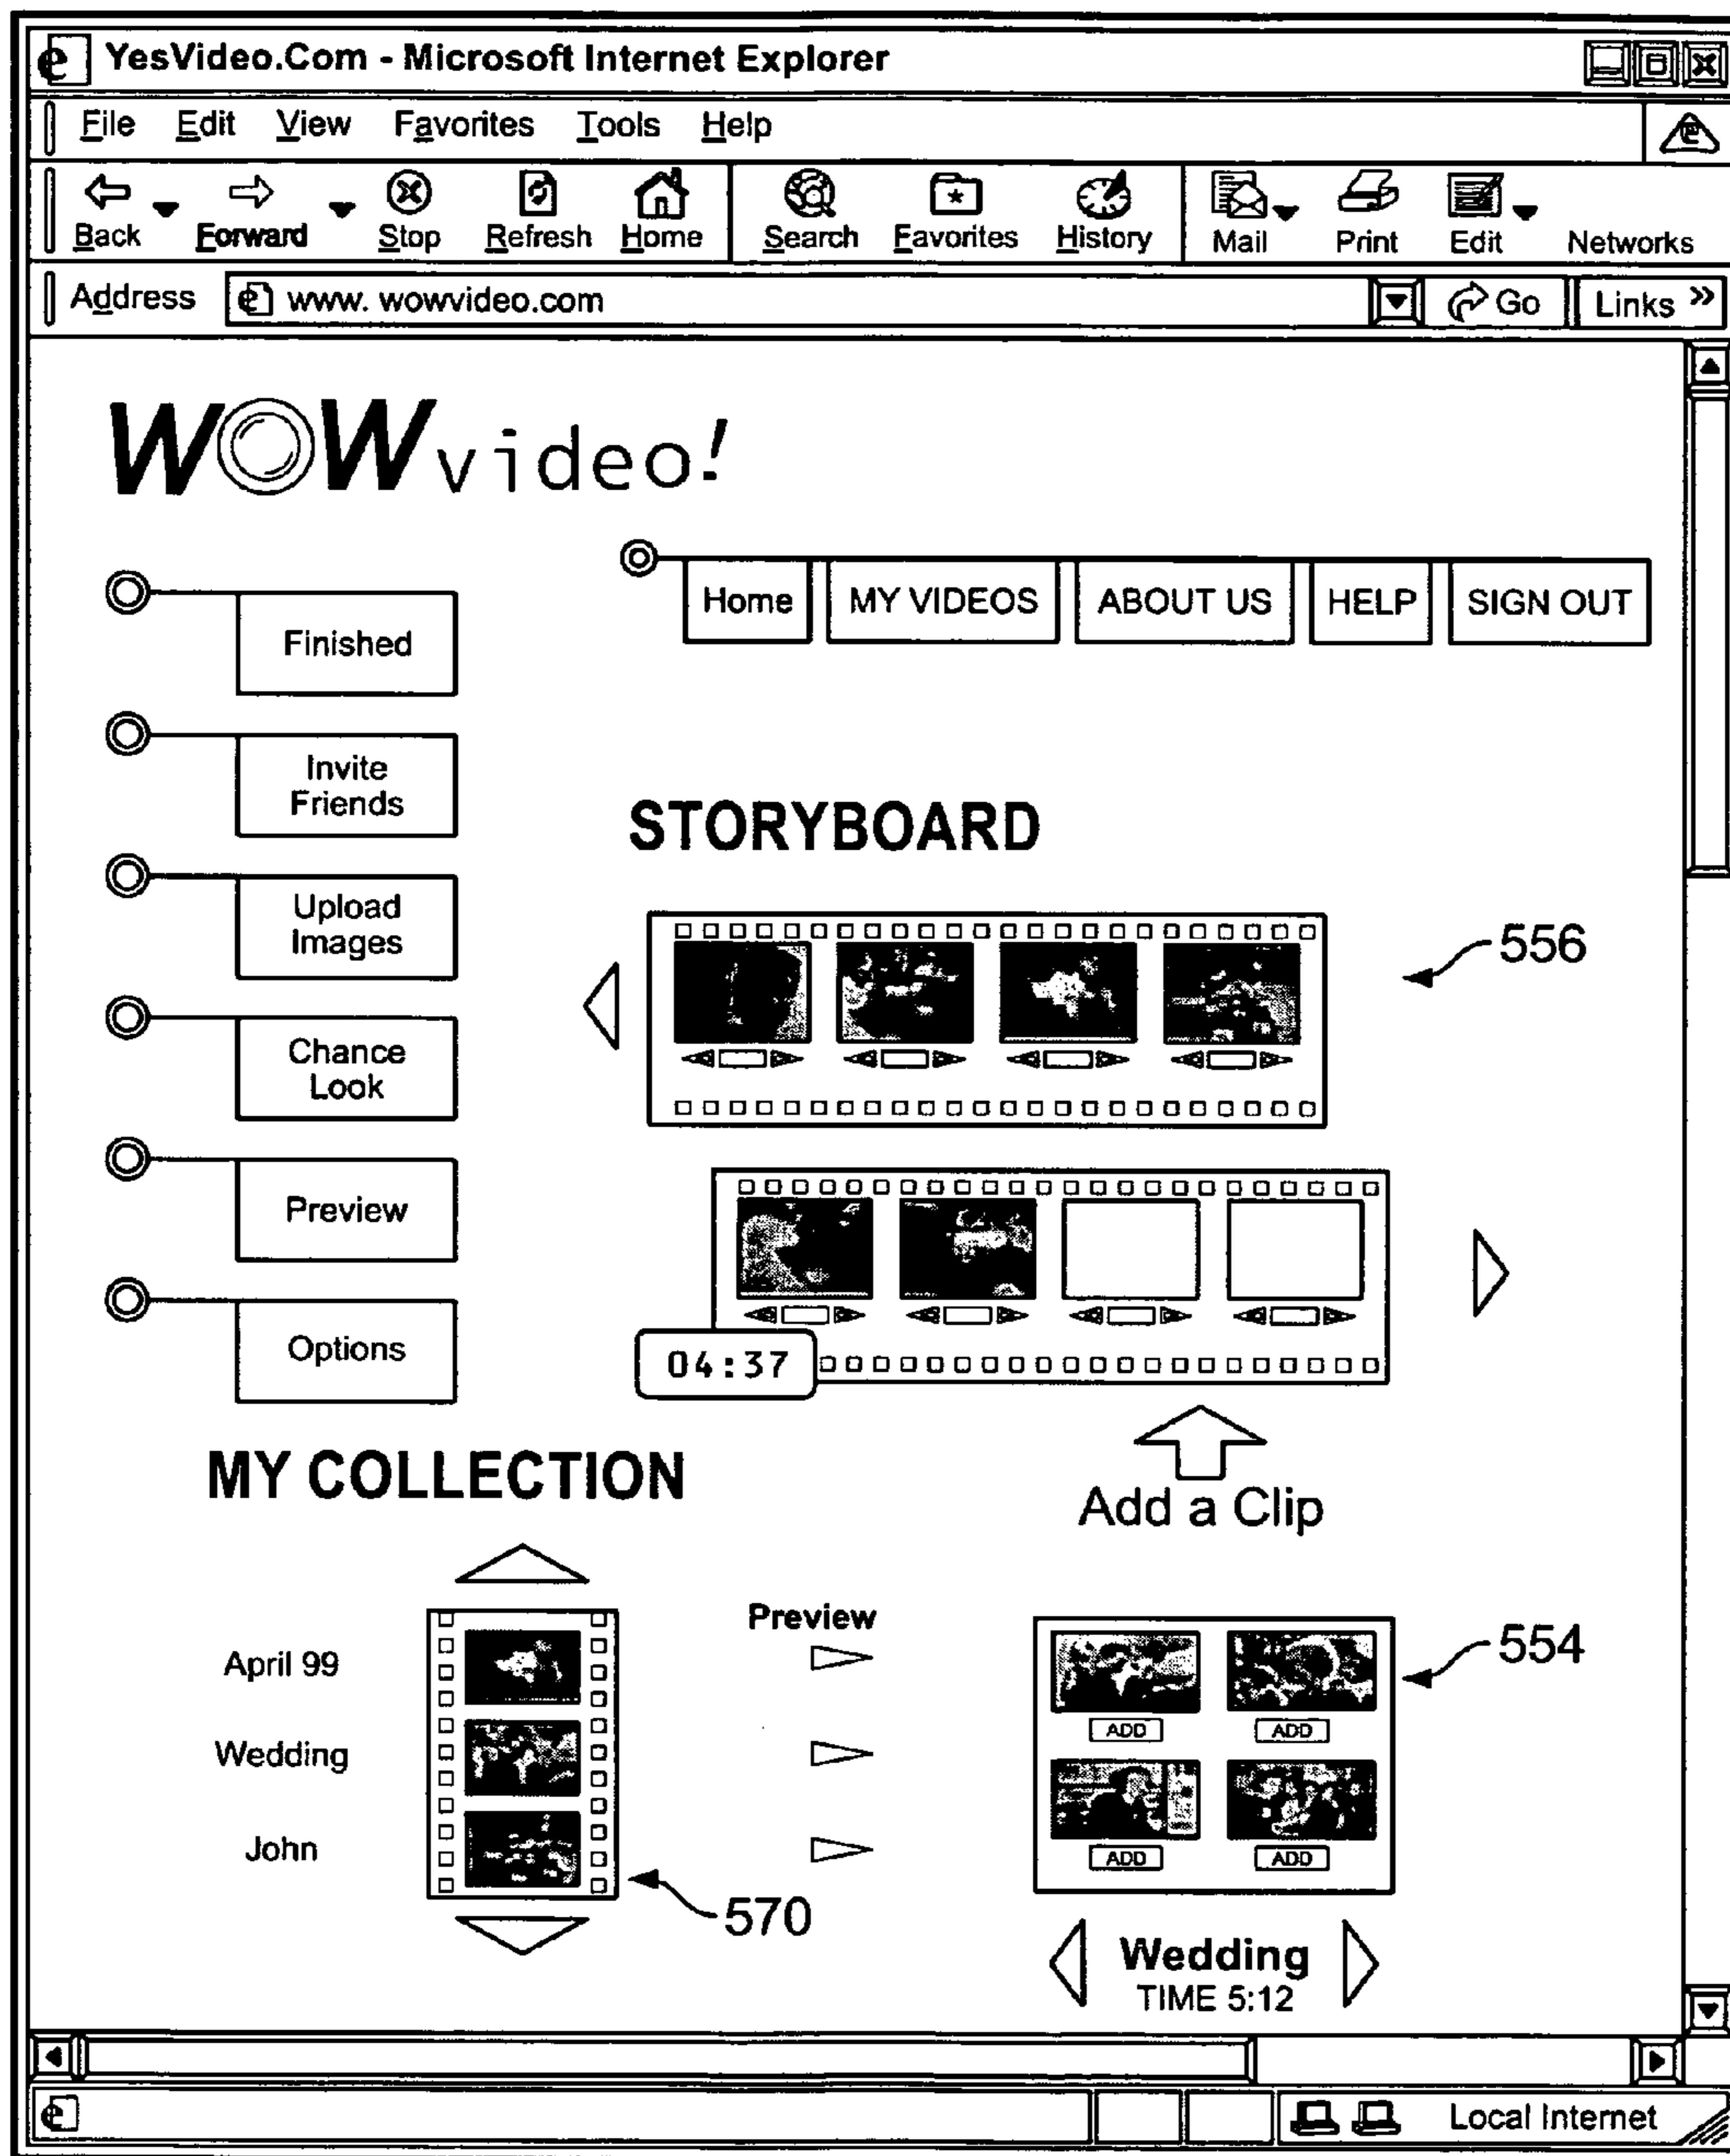 YesVideo.Com - Microsoft Internet Explorer
File Edit View Favorites Tools Help
Back Forward Stop Refresh Home Search Favorites History Mail Print Edit Networks
Address www. wowvideo.com Go Links »
WOWvideo!
Home MY VIDEOS ABOUT US HELP SIGN OUT
Finished
Invite
Friends
Upload
Images
Chance
Look
Preview
Options
STORYBOARD
556
04:37
Add a Clip
MY COLLECTION
Preview
April 99
Wedding
John
570
554
ADD ADD
ADD ADD
Wedding
TIME 5:12
Local Internet